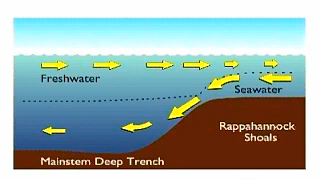 Freshwater
Seawater
Rappahannock
Shoals
Mainstem Deep Trench